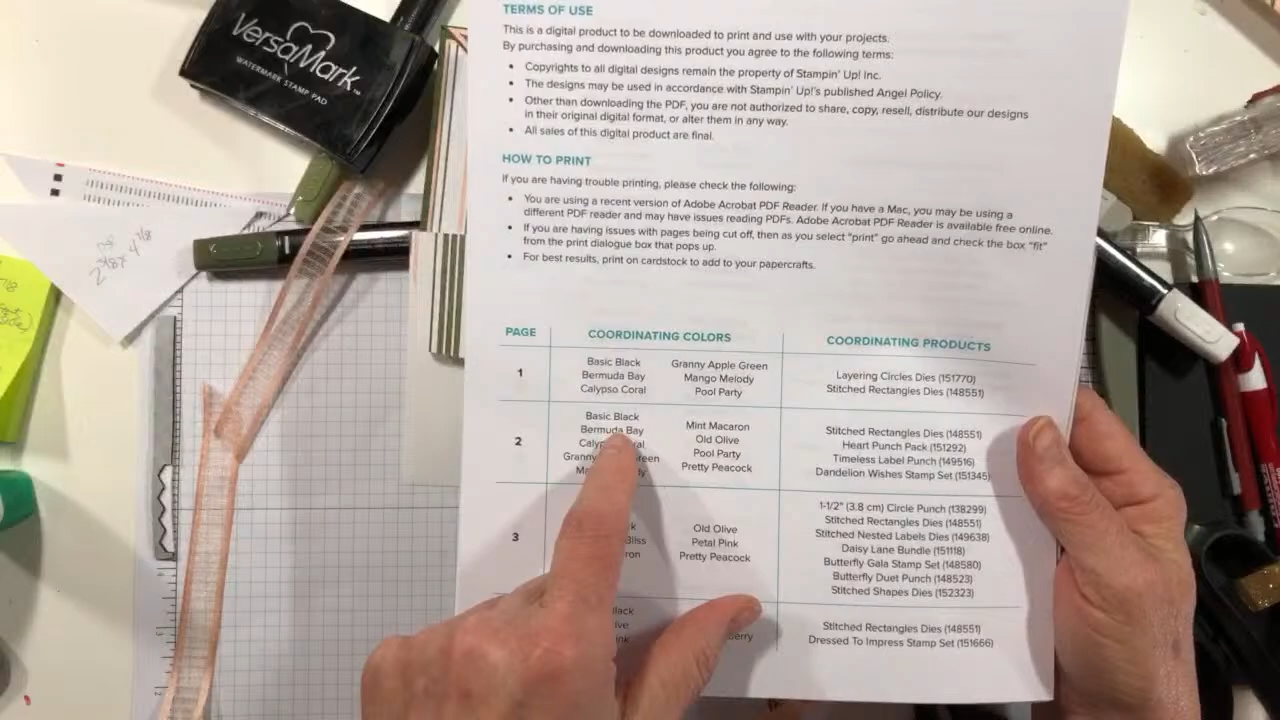 VersaMark™
WATERMARK STAMP PAD
TERMS OF USE
This is a digital product to be downloaded to print and use with your projects.
By purchasing and downloading this product you agree to the following terms:
• Copyrights to all digital designs remain the property of Stampin' Up! Inc.
• The designs may be used in accordance with Stampin' Up!'s published Angel Policy.
• Other than downloading the PDF, you are not authorized to share, copy, resell, distribute our designs
in their original digital format, or alter them in any way.
• All sales of this digital product are final.
HOW TO PRINT
If you are having trouble printing, please check the following:
• You are using a recent version of Adobe Acrobat PDF Reader. If you have a Mac, you may be using a
different PDF reader and may have issues reading PDFs. Adobe Acrobat PDF Reader is available free online.
• If you are having issues with pages being cut off, then as you select "print" go ahead and check the box "fit"
from the print dialogue box that pops up.
• For best results, print on cardstock to add to your papercrafts.
PAGE COORDINATING COLORS COORDINATING PRODUCTS
1
Basic Black
Bermuda Bay
Calypso Coral
Granny Apple Green
Mango Melody
Pool Party
Layering Circles Dies (151770)
Stitched Rectangles Dies (148551)
2
Basic Black
Bermuda Bay
Granny
Mint Macaron
Old Olive
Pool Party
Pretty Peacock
Stitched Rectangles Dies (148551)
Heart Punch Pack (151292)
Timeless Label Punch (149516)
Dandelion Wishes Stamp Set (151345)
3
Old Olive
Petal Pink
Pretty Peacock
1-1/2" (3.8 cm) Circle Punch (138299)
Stitched Rectangles Dies (148551)
Stitched Nested Labels Dies (149638)
Daisy Lane Bundle (151118)
Butterfly Gala Stamp Set (148580)
Butterfly Duet Punch (148523)
Stitched Shapes Dies (152323)
Stitched Rectangles Dies (148551)
Dressed To Impress Stamp Set (151666)